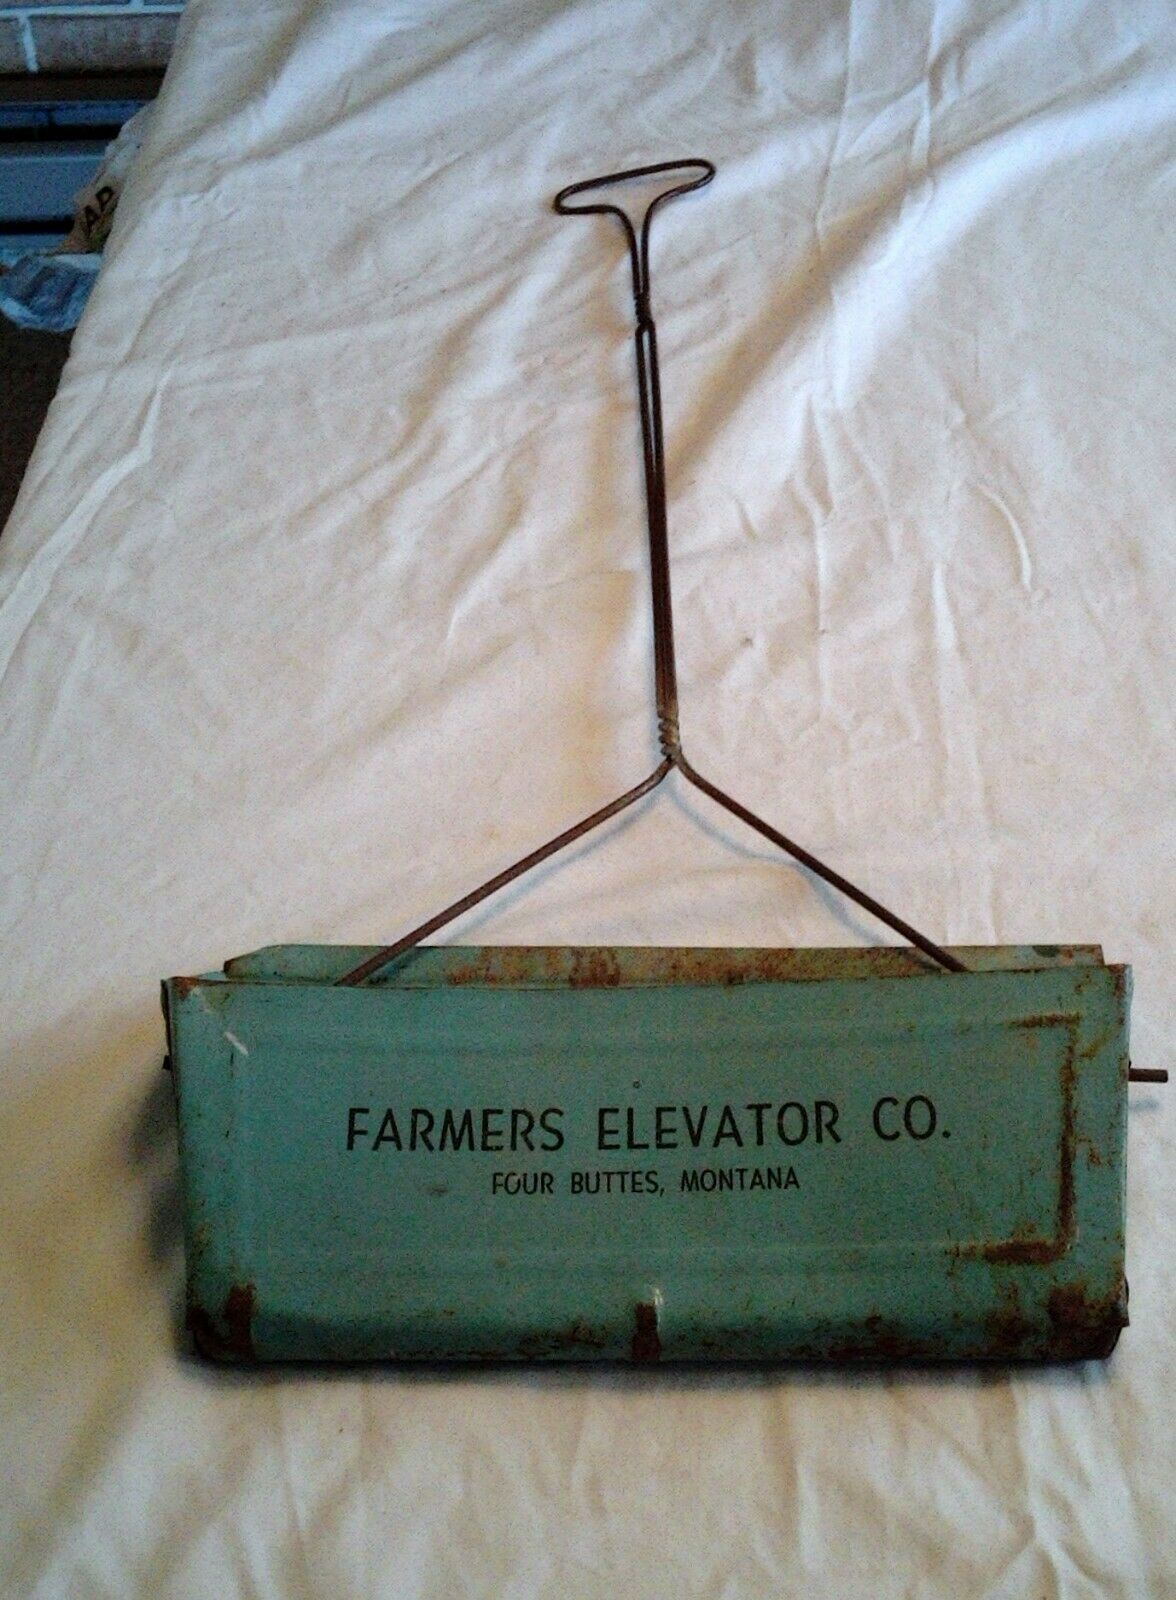 FARMERS ELEVATOR CO.
FOUR BUTTES, MONTANA